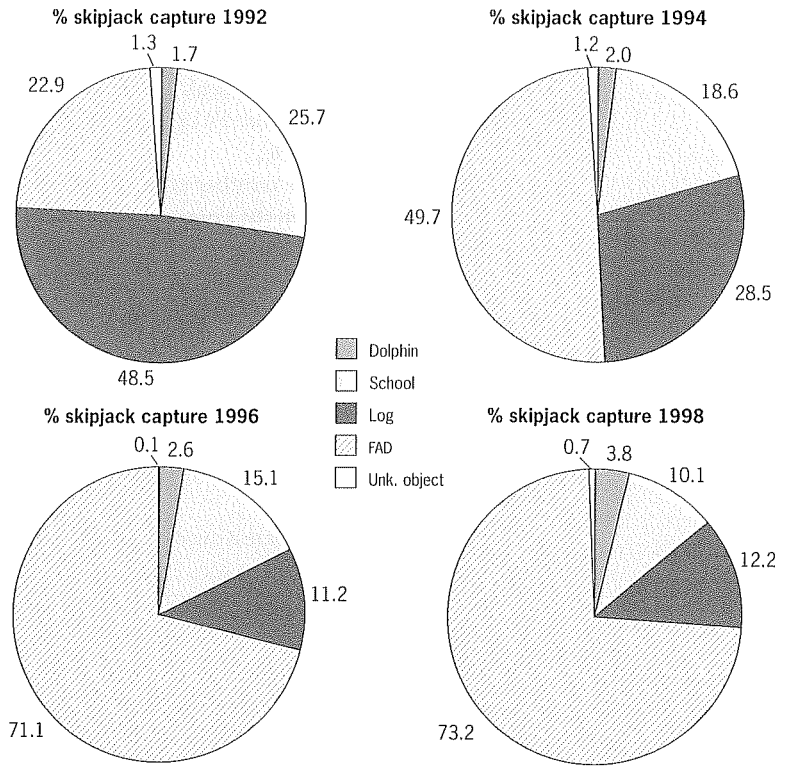 % skipjack capture 1992
1.3
1.7
22.9
25.7
48.5
% skipjack capture 1994
1.2
2.0
18.6
49.7
28.5
Dolphin
School
Log
FAD
Unk. object
% skipjack capture 1996
0.1
2.6
15.1
11.2
71.1
% skipjack capture 1998
0.7
3.8
10.1
12.2
73.2